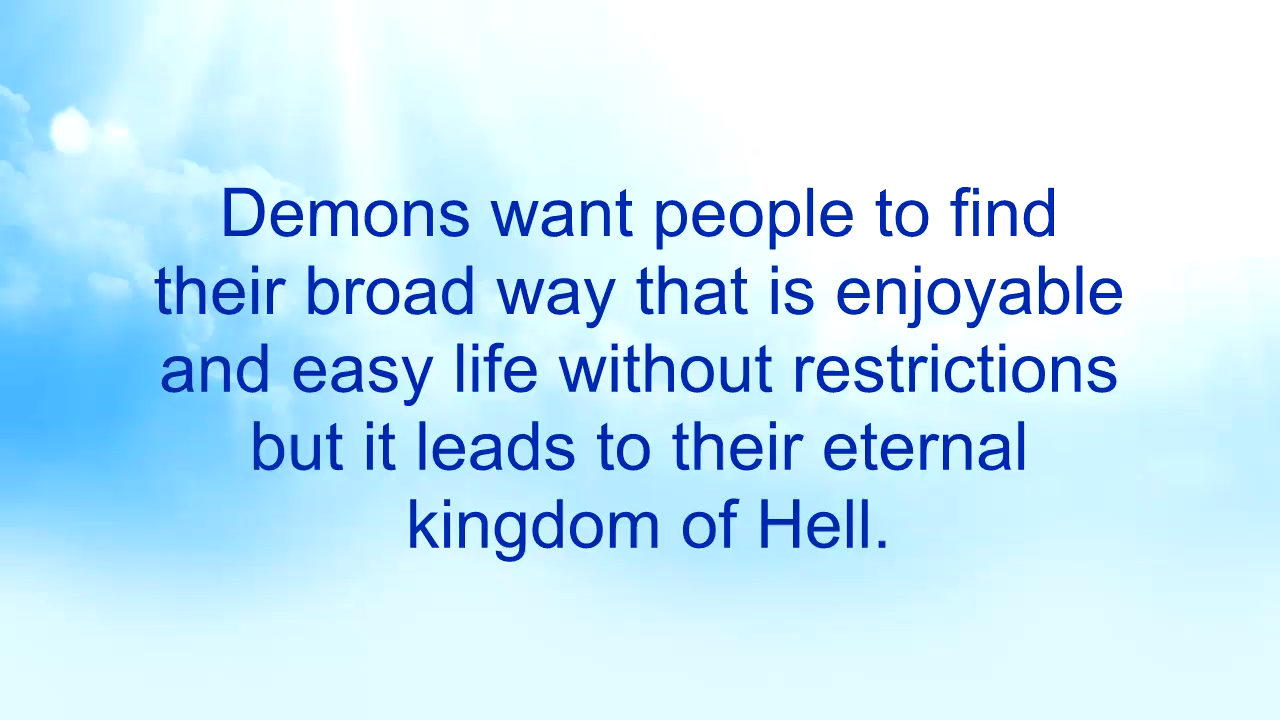 Demons want people to find
their broad way that is enjoyable
and easy life without restrictions
but it leads to their eternal
kingdom of Hell.